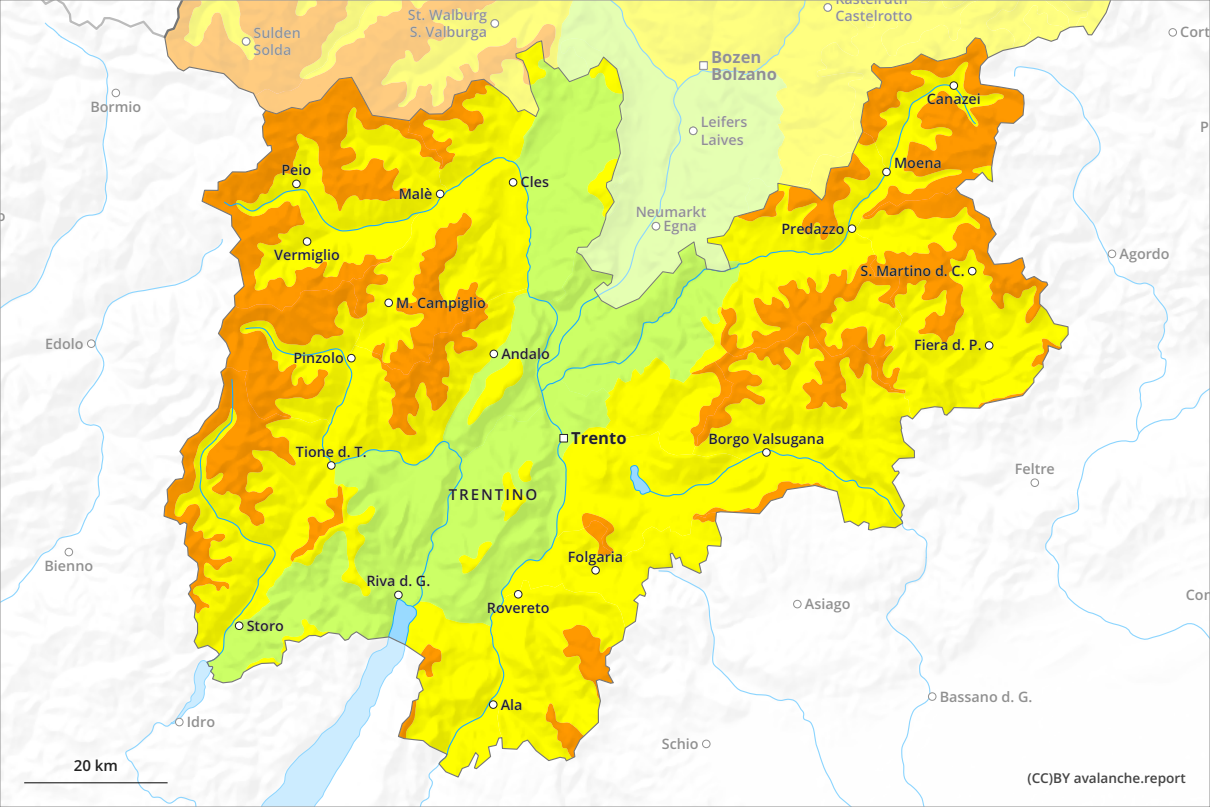 Kastelruth
Castelrotto
St. Walburg
S. Valburga
Sulden
Solda
Cort
Bozen
Bolzano
Bormio
Canazei
Leifers
Laives
P
Moena
Peio
Malè
Cles
Neumarkt
Egna
Predazzo
Vermiglio
Agordo
S. Martino d. C.
M. Campiglio
Edolo
Pinzolo
Andalo
Fiera d. P.
Trento
Borgo Valsugana
Tione d. T.
Feltre
TRENTINO
Bienno
Folgaria
Riva d. G.
Rovereto
Asiago
Cor
Storo
Bassano d. G.
Ala
Idro
Schio
20 km
(CC)BY avalanche.report